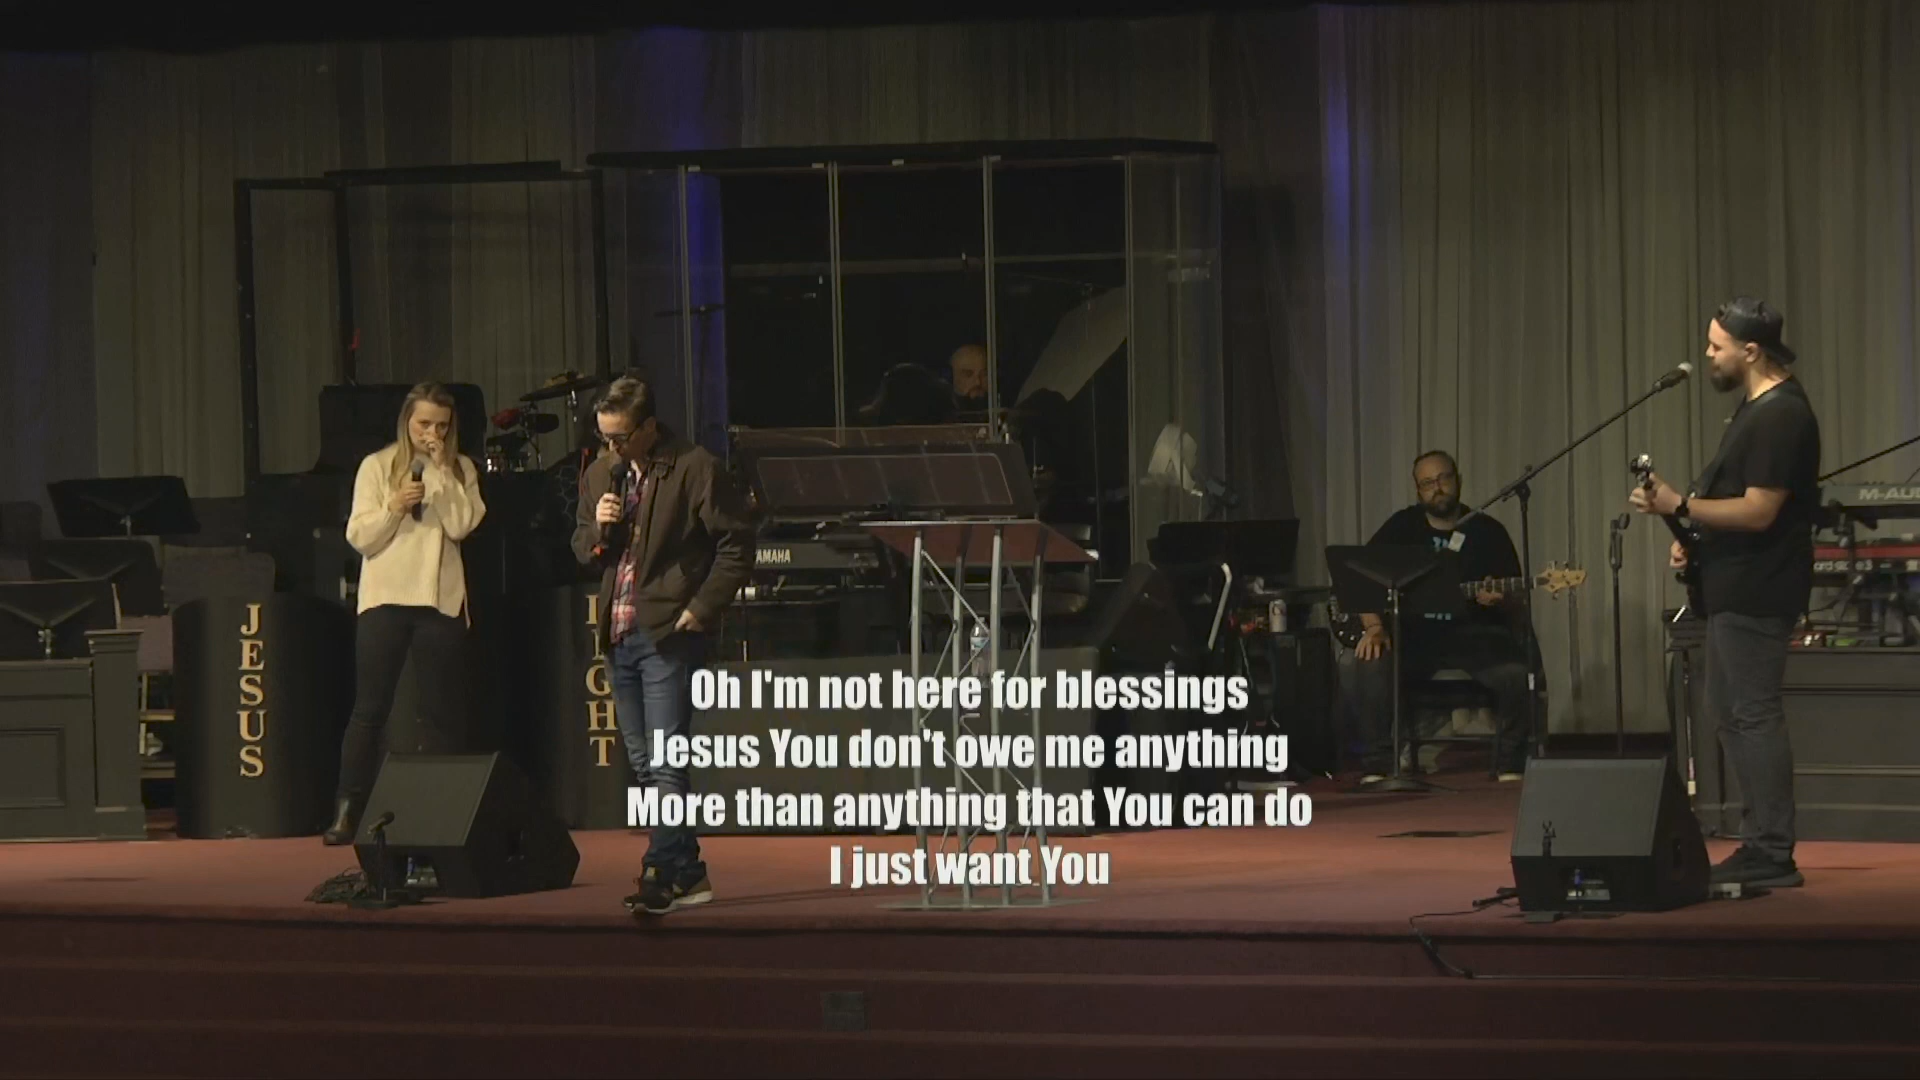 YAMAHA
M-AU
JESUS
LIGHT
Oh I'm not here for blessings
Jesus You don't owe me anything
More than anything that You can do
I just want You